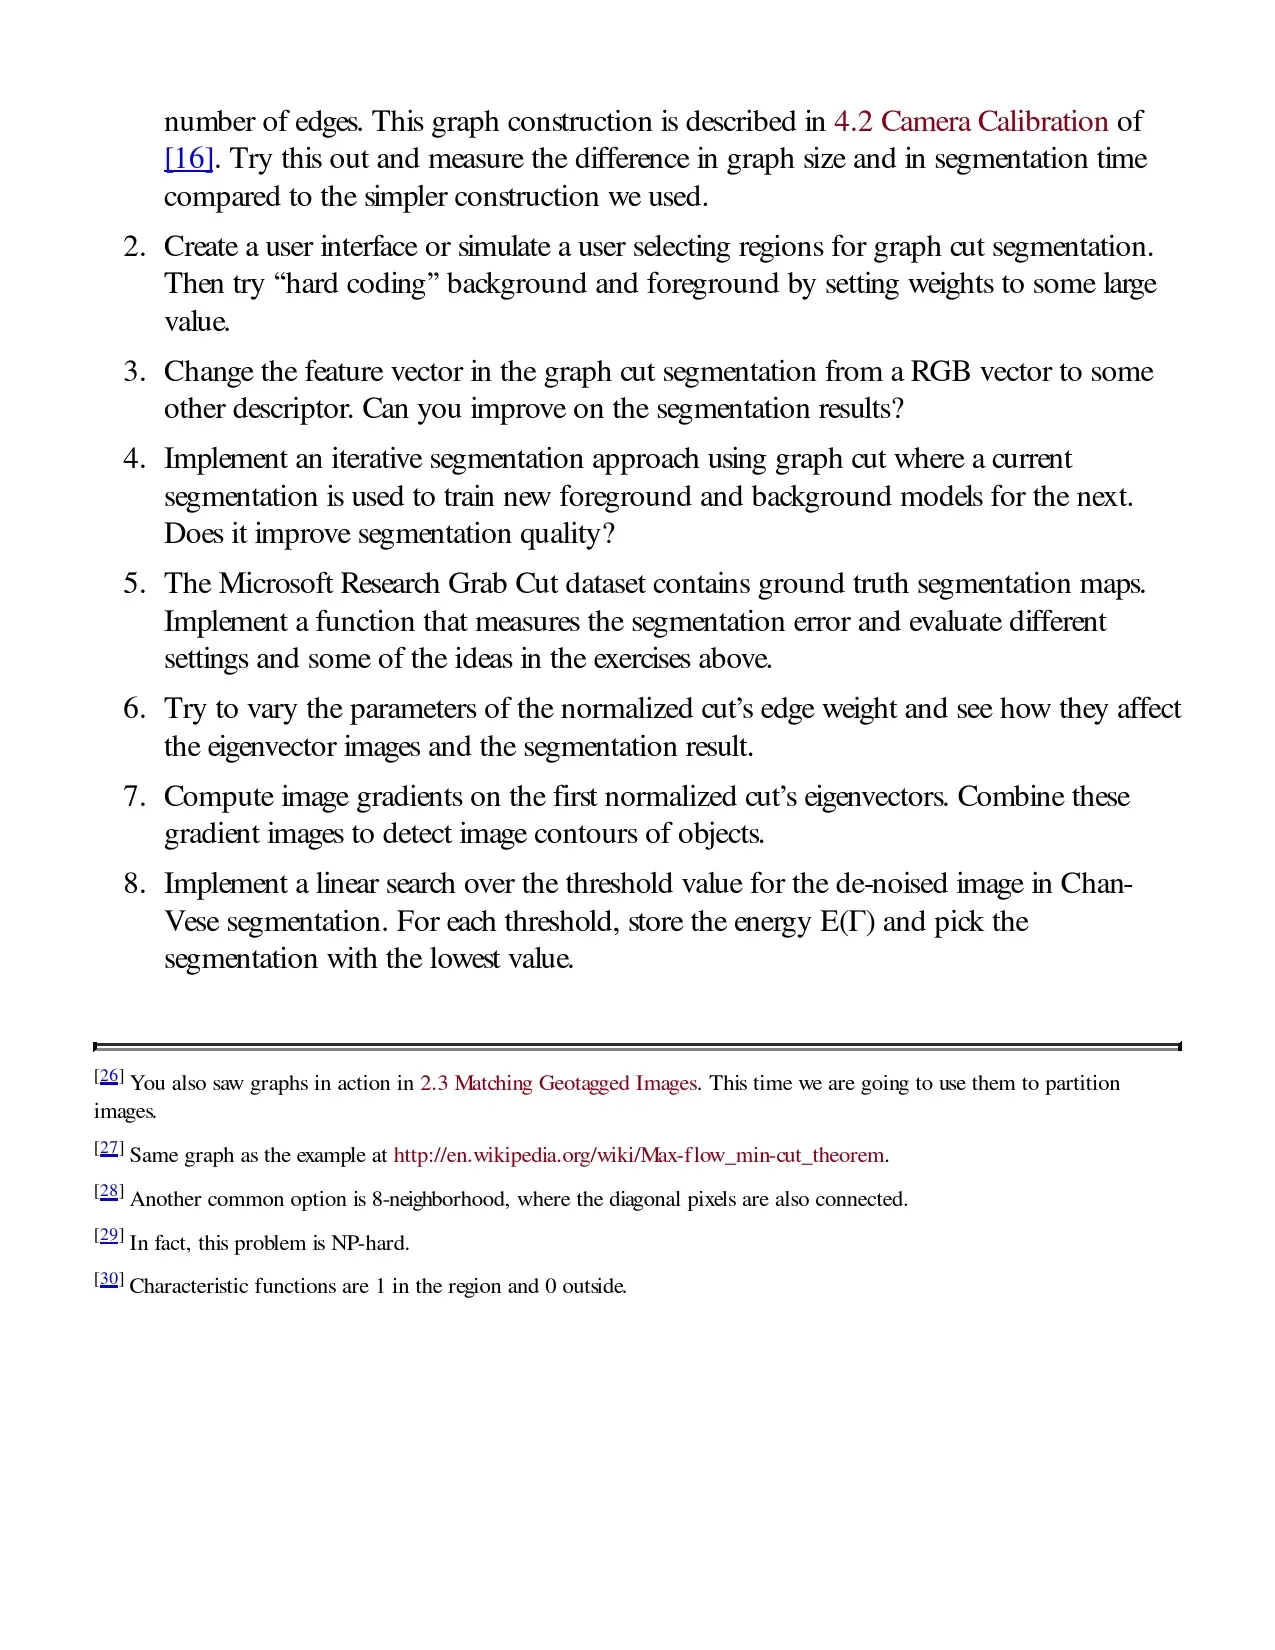 number of edges. This graph construction is described in 4.2 Camera Calibration of
[16]. Try this out and measure the difference in graph size and in segmentation time
compared to the simpler construction we used.
2. Create a user interface or simulate a user selecting regions for graph cut segmentation.
Then try “hard coding” background and foreground by setting weights to some large
value.
3. Change the feature vector in the graph cut segmentation from a RGB vector to some
other descriptor. Can you improve on the segmentation results?
4. Implement an iterative segmentation approach using graph cut where a current
segmentation is used to train new foreground and background models for the next.
Does it improve segmentation quality?
5. The Microsoft Research Grab Cut dataset contains ground truth segmentation maps.
Implement a function that measures the segmentation error and evaluate different
settings and some of the ideas in the exercises above.
6. Try to vary the parameters of the normalized cut’s edge weight and see how they affect
the eigenvector images and the segmentation result.
7. Compute image gradients on the first normalized cut’s eigenvectors. Combine these
gradient images to detect image contours of objects.
8. Implement a linear search over the threshold value for the de-noised image in Chan-
Vese segmentation. For each threshold, store the energy E(Γ) and pick the
segmentation with the lowest value.
[26] You also saw graphs in action in 2.3 Matching Geotagged Images. This time we are going to use them to partition
images.
[27] Same graph as the example at http://en.wikipedia.org/wiki/Max-flow_min-cut_theorem.
[28] Another common option is 8-neighborhood, where the diagonal pixels are also connected.
[29] In fact, this problem is NP-hard.
[30] Characteristic functions are 1 in the region and 0 outside.